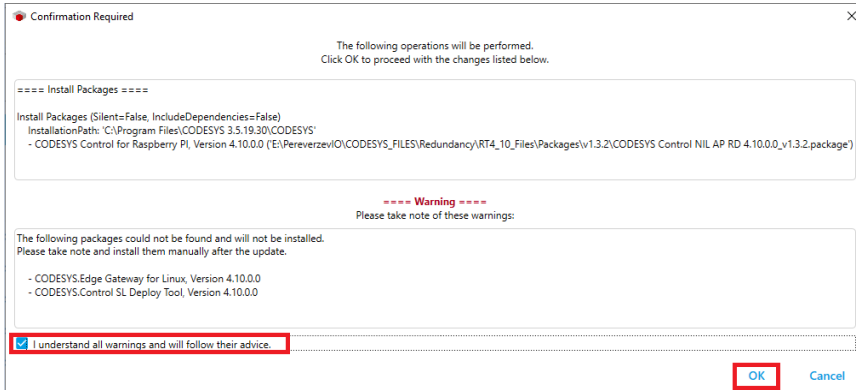 Confirmation Required
The following operations will be performed.
Click OK to proceed with the changes listed below.
==== Install Packages ====
Install Packages (Silent=False, IncludeDependencies=False)
InstallationPath: 'C:\Program Files\CODESYS 3.5.19.30\CODESYS'
- CODESYS Control for Raspberry PI, Version 4.10.0.0 ('E:\PereverzevIO\CODESYS_FILES\Redundancy\RT4_10_Files\Packages\v1.3.2\CODESYS Control NIL AP RD 4.10.0.0_v1.3.2.package')
==== Warning ====
Please take note of these warnings:
The following packages could not be found and will not be installed.
Please take note and install them manually after the update.
- CODESYS.Edge Gateway for Linux, Version 4.10.0.0
- CODESYS.Control SL Deploy Tool, Version 4.10.0.0
I understand all warnings and will follow their advice.
OK Cancel